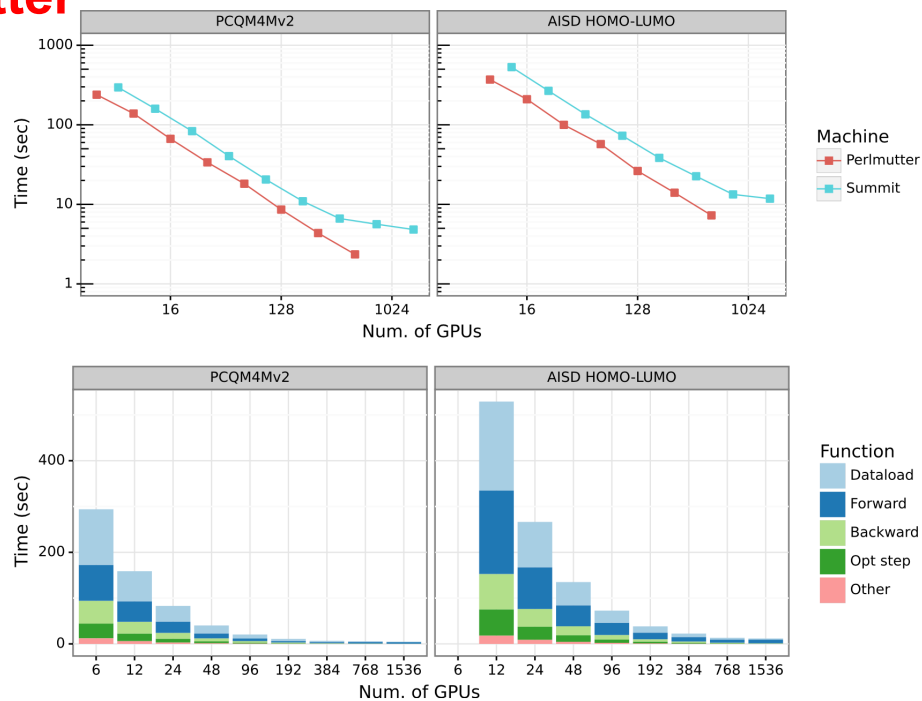 PCQM4Mv2 AISD HOMO-LUMO
1000
100
10
1
Time (sec)
16 128 1024 16 128 1024
Num. of GPUs
Machine
Perlmutter
Summit
PCQM4Mv2 AISD HOMO-LUMO
400
200
0
Time (sec)
6 12 24 48 96 192 384 768 1536 6 12 24 48 96 192 384 768 1536
Num. of GPUs
Function
Dataload
Forward
Backward
Opt step
Other